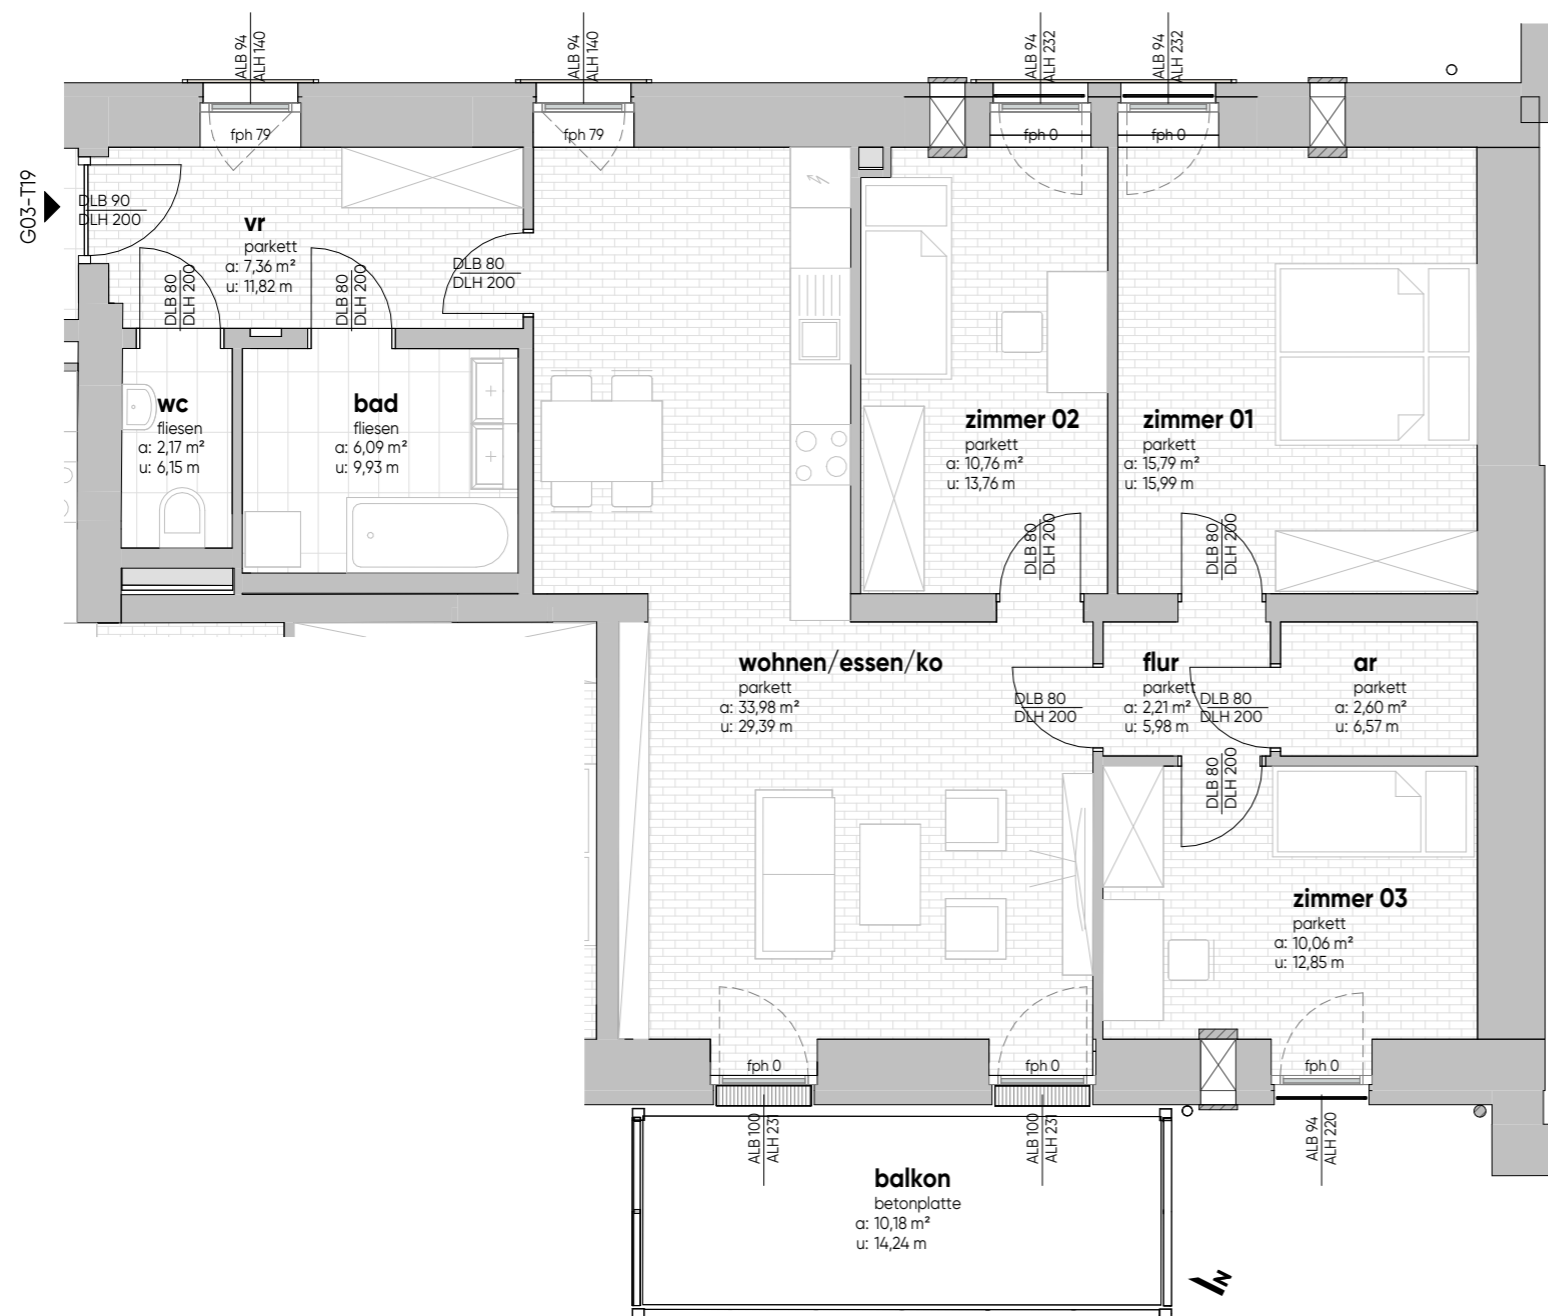 ALB 94
ALH 140
ALB 94
ALH 140
ALB 94
ALH 232
ALB 94
ALH 232
fph 79
fph 79
fph 0
fph 0
G03-T19
DLB 90
DLH 200
vr
parkett
a: 7,36 m²
u: 11,82 m
DLB 80
DLH 200
DLB 80
DLH 200
DLB 80
DLH 200
wc
fliesen
a: 2,17 m²
u: 6,15 m
bad
fliesen
a: 6,09 m²
u: 9,93 m
zimmer 02
parkett
a: 10,76 m²
u: 13,76 m
zimmer 01
parkett
a: 15,79 m²
u: 15,99 m
DLB 80
DLH 200
DLB 80
DLH 200
wohnen/essen/ko
parkett
a: 33,98 m²
u: 29,39 m
DLB 80
DLH 200
flur
parkett
a: 2,21 m²
u: 5,98 m
DLB 80
DLH 200
ar
parkett
a: 2,60 m²
u: 6,57 m
DLB 80
DLH 200
zimmer 03
parkett
a: 10,06 m²
u: 12,85 m
fph 0
fph 0
fph 0
ALB 100
ALH 231
ALB 100
ALH 231
ALB 94
ALH 220
balkon
betonplatte
a: 10,18 m²
u: 14,24 m
N